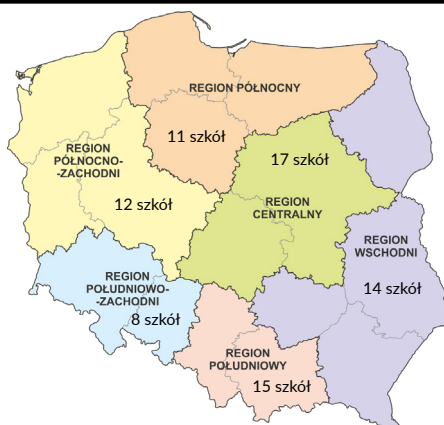 REGION PÓŁNOCNY
11 szkół
17 szkół
REGION
PÓŁNOCNO-
-ZACHODNI
12 szkół
REGION
CENTRALNY
REGION
WSCHODNI
14 szkół
REGION
POŁUDNIOWO-
-ZACHODNI
8 szkół
REGION
POŁUDNIOWY
15 szkół